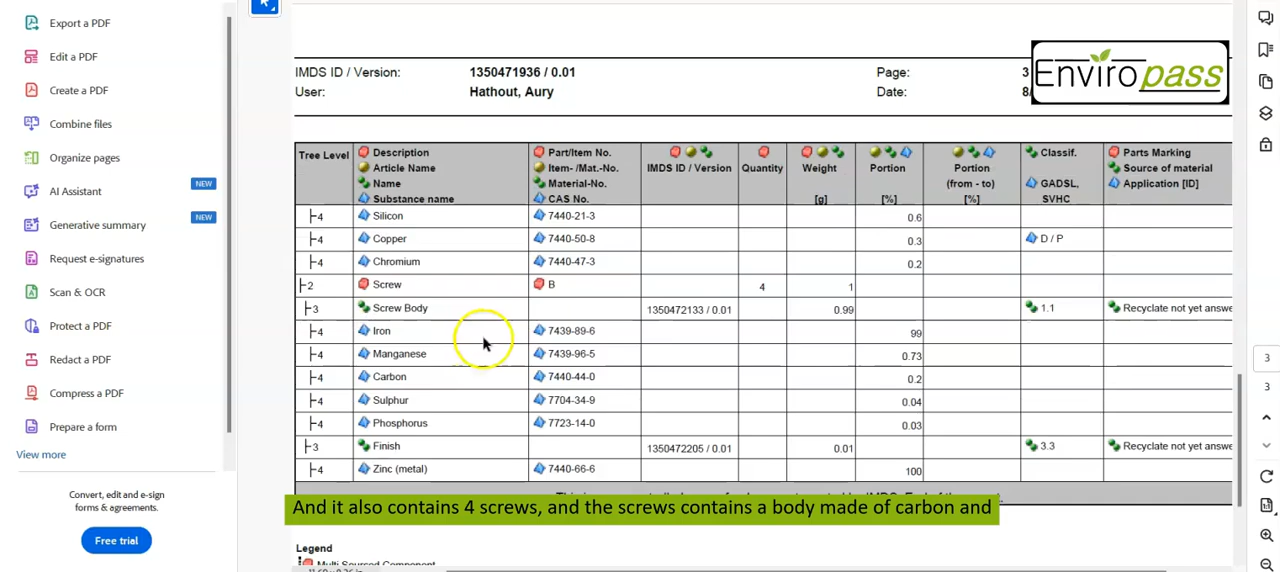 Export a PDF
Edit a PDF
Create a PDF
Combine files
Organize pages
AI Assistant NEW
Generative summary NEW
Request e-signatures
Scan & OCR
Protect a PDF
Redact a PDF
Compress a PDF
Prepare a form
View more
Convert, edit and e-sign
forms & agreements.
Free trial
IMDS ID / Version: 1350471936 / 0.01 Page: 3
User: Hathout, Aury Date: 8/
Enviropass
Tree Level
Description
Article Name
Name
Substance name
Part/Item No.
Item- /Mat.-No.
Material-No.
CAS No.
IMDS ID / Version
Quantity
Weight
[g]
Portion
[%]
Portion
(from - to)
[%]
Classif.
GADSL,
SVHC
Parts Marking
Source of material
Application [ID]
4 Silicon 7440-21-3 0.6
4 Copper 7440-50-8 0.3 D / P
4 Chromium 7440-47-3 0.2
2 Screw B 4 1
3 Screw Body 1350472133 / 0.01 0.99 1.1 Recyclate not yet answe
4 Iron 7439-89-6 99
4 Manganese 7439-96-5 0.73
4 Carbon 7440-44-0 0.2
4 Sulphur 7704-34-9 0.04
4 Phosphorus 7723-14-0 0.03
3 Finish 1350472205 / 0.01 0.01 3.3 Recyclate not yet answe
4 Zinc (metal) 7440-66-6 100
And it also contains 4 screws, and the screws contains a body made of carbon and
Legend
Multi Sourced Component
3
3